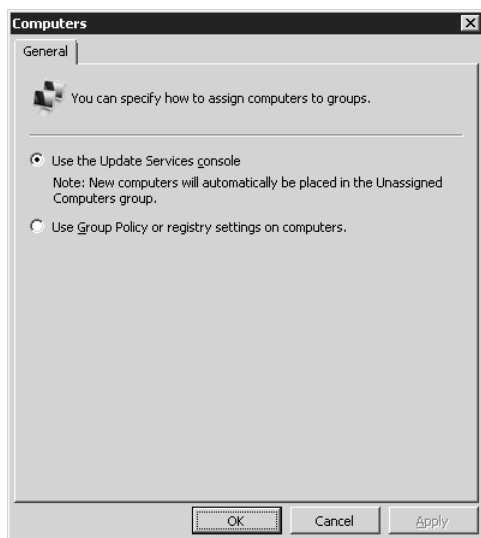 Computers
General
You can specify how to assign computers to groups.
Use the Update Services console
Note: New computers will automatically be placed in the Unassigned
Computers group.
Use Group Policy or registry settings on computers.
OK Cancel Apply